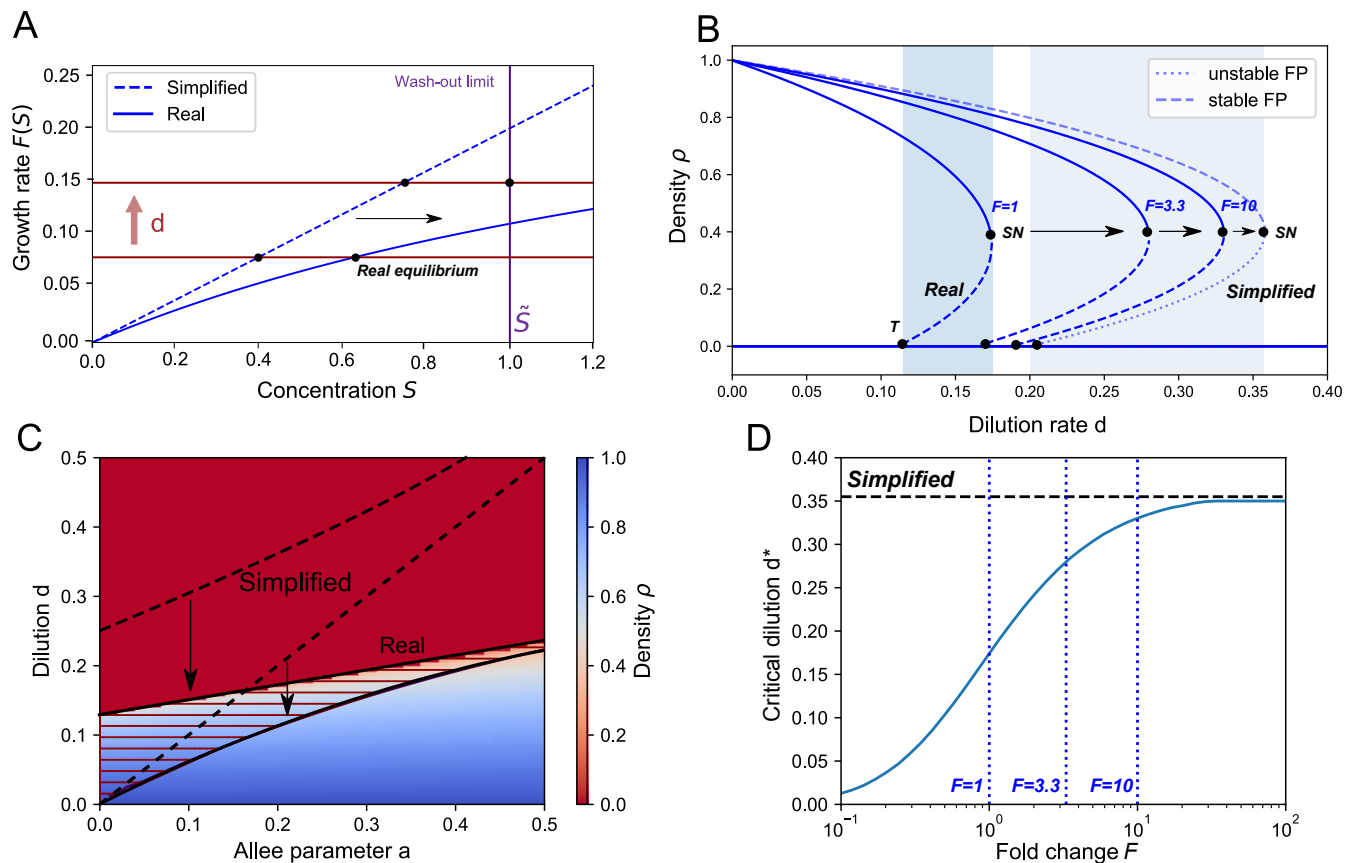 A
0.25
0.20
0.15
0.10
0.05
0.00
Growth rate F(S)
Simplified
Real
Wash-out limit
d
Real equilibrium
S̃
0.0 0.2 0.4 0.6 0.8 1.0 1.2
Concentration S
B
1.0
0.8
0.6
0.4
0.2
0.0
Density ρ
unstable FP
stable FP
F=1
F=3.3
F=10
SN
SN
Real
Simplified
T
0.00 0.05 0.10 0.15 0.20 0.25 0.30 0.35 0.40
Dilution rate d
C
0.5
0.4
0.3
0.2
0.1
0.0
Dilution d
Simplified
Real
0.0 0.1 0.2 0.3 0.4 0.5
Allee parameter a
1.0
0.8
0.6
0.4
0.2
0.0
Density ρ
D
0.40
0.35
0.30
0.25
0.20
0.15
0.10
0.05
0.00
Critical dilution d*
Simplified
F=1
F=3.3
F=10
10⁻¹ 10⁰ 10¹ 10²
Fold change F